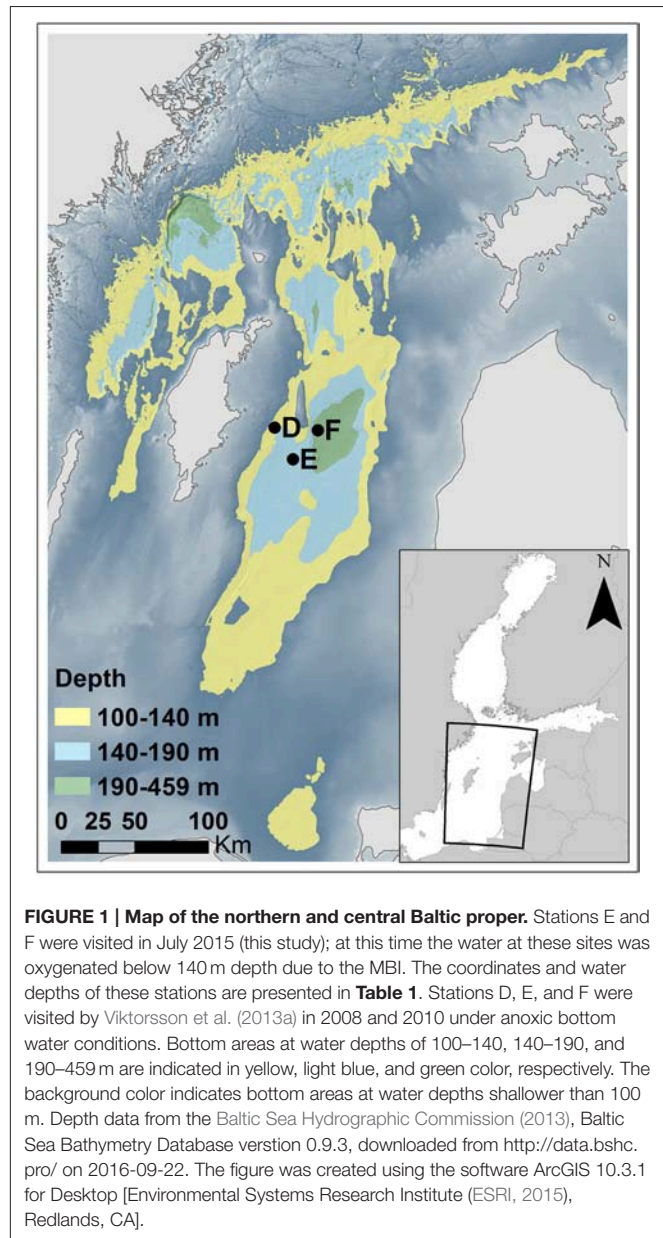 N
D
F
E
Depth
100-140 m
140-190 m
190-459 m
0 25 50 100
Km
FIGURE 1 | Map of the northern and central Baltic proper. Stations E and
F were visited in July 2015 (this study); at this time the water at these sites was
oxygenated below 140 m depth due to the MBI. The coordinates and water
depths of these stations are presented in Table 1. Stations D, E, and F were
visited by Viktorsson et al. (2013a) in 2008 and 2010 under anoxic bottom
water conditions. Bottom areas at water depths of 100–140, 140–190, and
190–459 m are indicated in yellow, light blue, and green color, respectively. The
background color indicates bottom areas at water depths shallower than 100
m. Depth data from the Baltic Sea Hydrographic Commission (2013), Baltic
Sea Bathymetry Database verstion 0.9.3, downloaded from http://data.bshc.
pro/ on 2016-09-22. The figure was created using the software ArcGIS 10.3.1
for Desktop [Environmental Systems Research Institute (ESRI, 2015),
Redlands, CA].